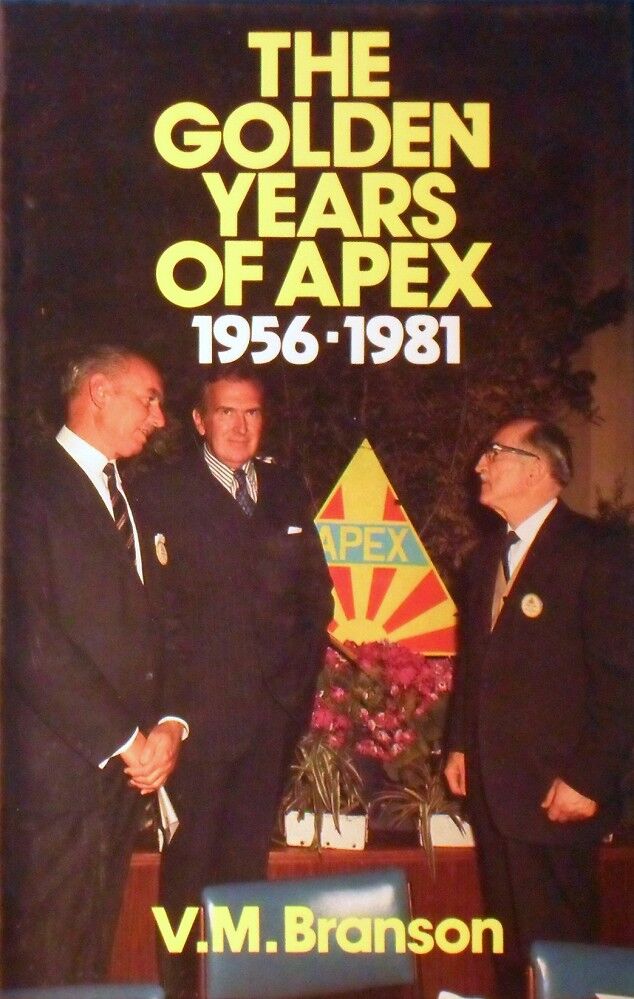 THE
GOLDEN
YEARS
OF APEX
1956-1981
APEX
V.M. Branson